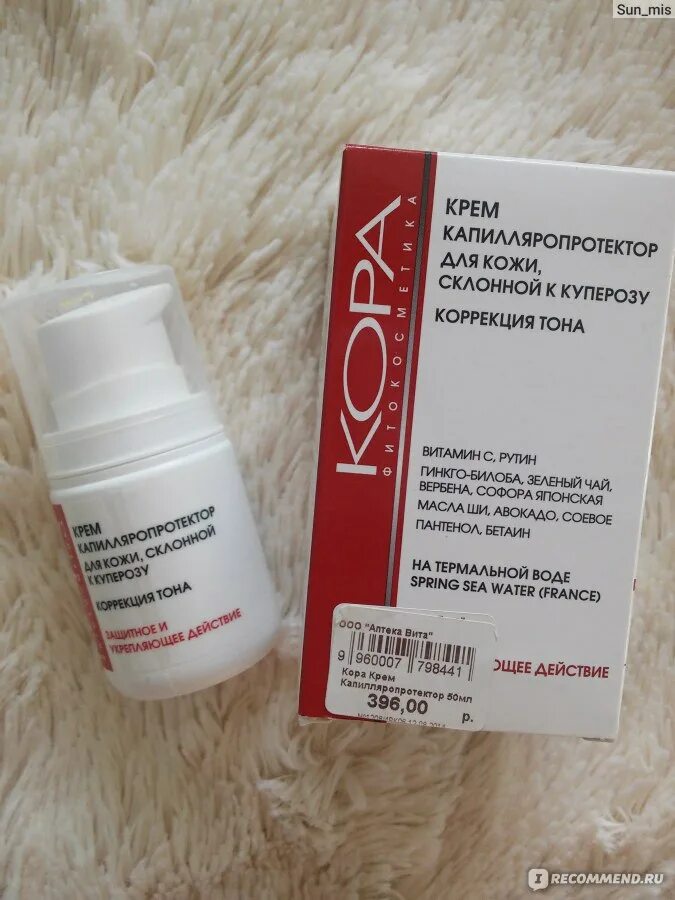 Sun_mis
КОРА
ФИТОКОСМЕТИКА
КРЕМ
КАПИЛЛЯРОПРОТЕКТОР
ДЛЯ КОЖИ,
СКЛОННОЙ К КУПЕРОЗУ
КОРРЕКЦИЯ ТОНА
ВИТАМИН С, РУТИН
ГИНКГО-БИЛОБА, ЗЕЛЕНЫЙ ЧАЙ,
ВЕРБЕНА, СОФОРА ЯПОНСКАЯ
МАСЛА ШИ, АВОКАДО, СОЕВОЕ
ПАНТЕНОЛ, БЕТАИН
НА ТЕРМАЛЬНОЙ ВОДЕ
SPRING SEA WATER (FRANCE)
ЮЩЕЕ ДЕЙСТВИЕ
ООО "Аптека Вита"
9 960007 798441
Кора Крем
Капилляропротектор 50мл
396,00
р.
КРЕМ
КАПИЛЛЯРОПРОТЕКТОР
ДЛЯ КОЖИ, СКЛОННОЙ
К КУПЕРОЗУ
КОРРЕКЦИЯ ТОНА
ЗАЩИТНОЕ И
УКРЕПЛЯЮЩЕЕ ДЕЙСТВИЕ
IRECOMMEND.RU